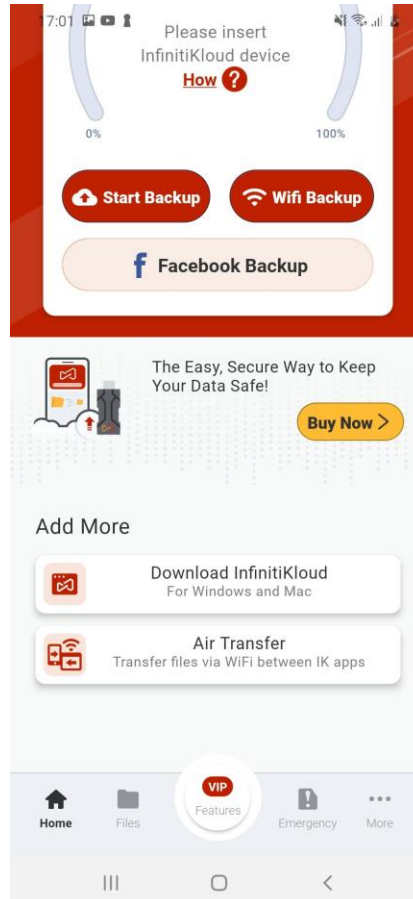 17:01
Please insert
InfinitiKloud device
How ?
0%
100%
Start Backup
Wifi Backup
f Facebook Backup
The Easy, Secure Way to Keep
Your Data Safe!
Buy Now >
Add More
Download InfinitiKloud
For Windows and Mac
Air Transfer
Transfer files via WiFi between IK apps
VIP
Home
Files
Features
Emergency
More